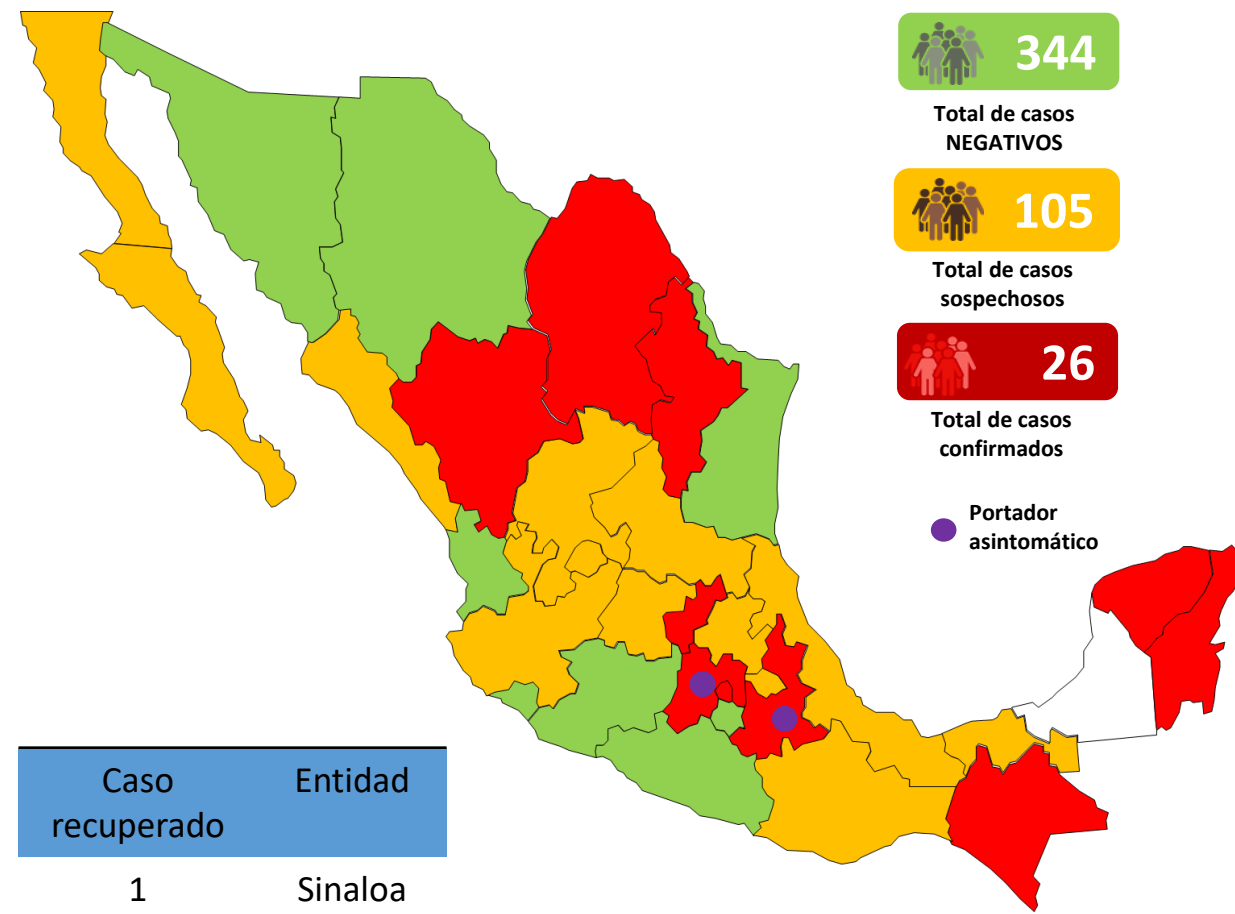 344
Total de casos
NEGATIVOS
105
Total de casos
sospechosos
26
Total de casos
confirmados
Portador
asintomático
Caso
recuperado
Entidad
1
Sinaloa